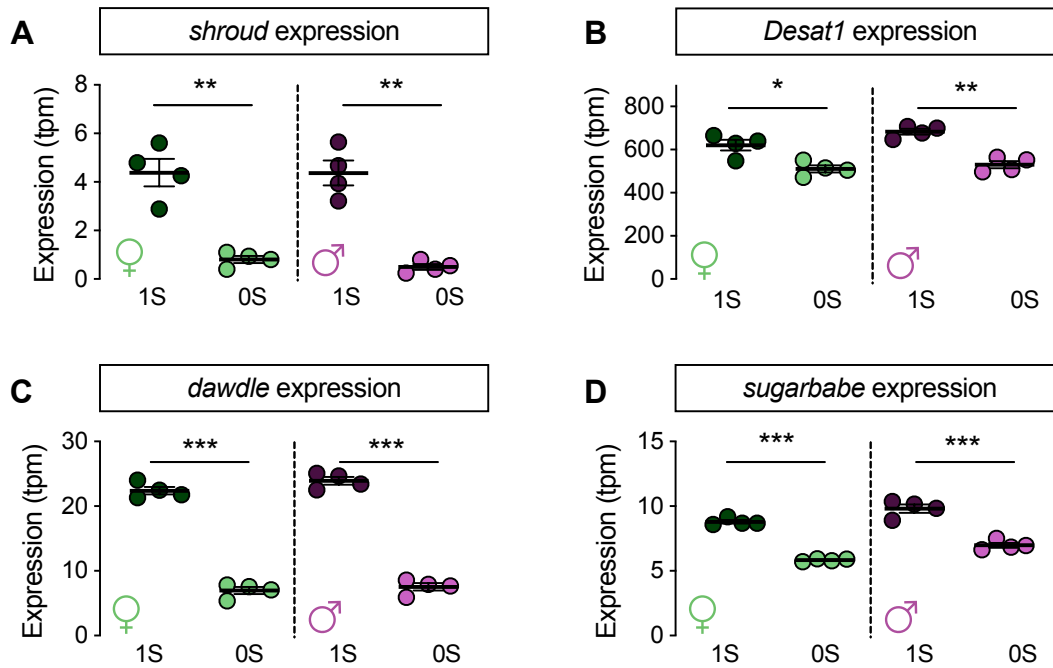 A
shroud expression
Expression (tpm)
8
6
4
2
0
**
**
♀
♂
1S
0S
1S
0S
B
Desat1 expression
Expression (tpm)
800
600
400
200
0
*
**
♀
♂
1S
0S
1S
0S
C
dawdle expression
Expression (tpm)
30
20
10
0
***
***
♀
♂
1S
0S
1S
0S
D
sugarbabe expression
Expression (tpm)
15
10
5
0
***
***
♀
♂
1S
0S
1S
0S